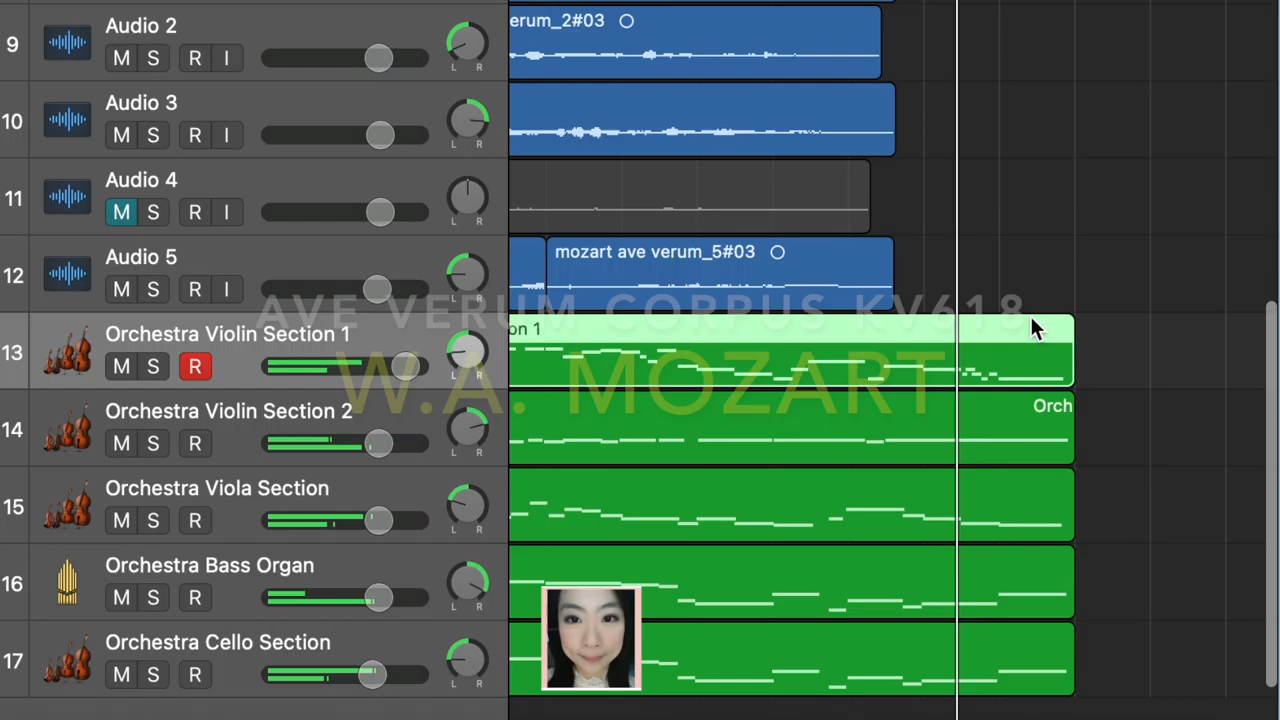 9
Audio 2
M S R I
L R
erum_2#03
10
Audio 3
M S R I
L R
11
Audio 4
M S R I
L R
12
Audio 5
M S R I
L R
mozart ave verum_5#03
AVE VERUM CORPUS KV618
W.A. MOZART
13
Orchestra Violin Section 1
M S R
L R
on 1
14
Orchestra Violin Section 2
M S R
L R
Orch
15
Orchestra Viola Section
M S R
L R
16
Orchestra Bass Organ
M S R
L R
17
Orchestra Cello Section
M S R
L R